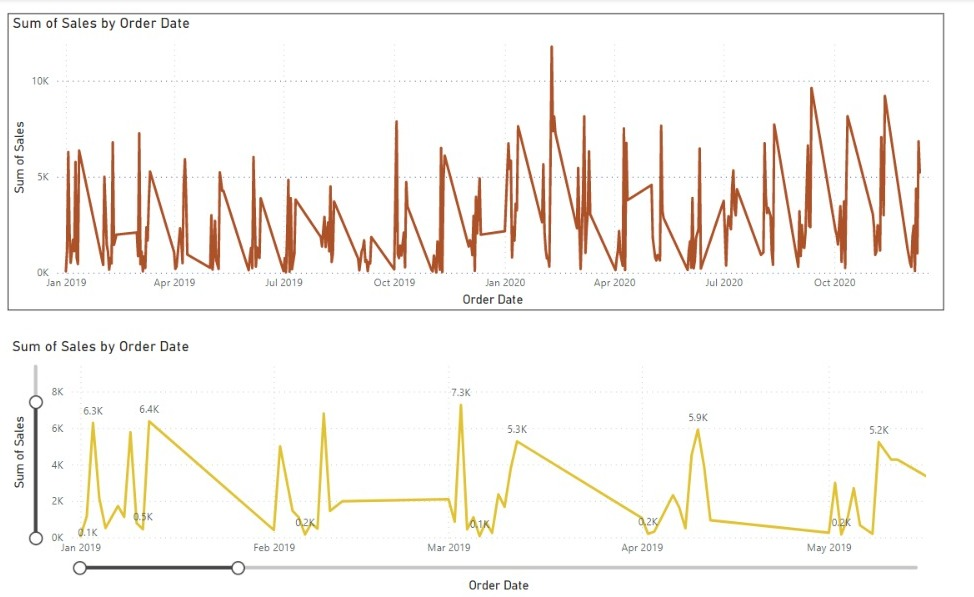 Sum of Sales by Order Date
10K
5K
0K
Sum of Sales
Jan 2019 Apr 2019 Jul 2019 Oct 2019 Jan 2020 Apr 2020 Jul 2020 Oct 2020
Order Date
Sum of Sales by Order Date
8K
6K
4K
2K
0K
Sum of Sales
6.3K 6.4K 7.3K 5.3K 5.9K 5.2K
0.1K 0.5K 0.2K 0.1K 0.2K 0.2K
Jan 2019 Feb 2019 Mar 2019 Apr 2019 May 2019
Order Date